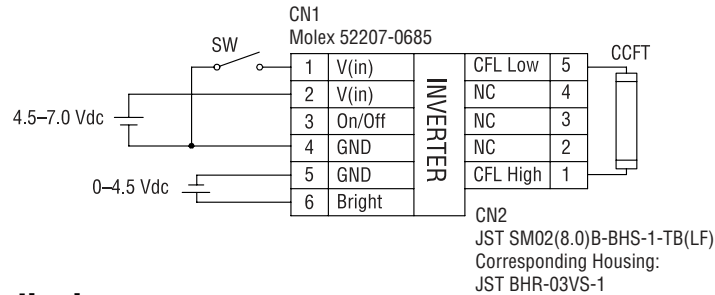 CN1
Molex 52207-0685
SW
1 V(in) CFL Low 5
CCFT
2 V(in) NC 4
4.5–7.0 Vdc
3 On/Off NC 3
INVERTER
4 GND NC 2
0–4.5 Vdc
5 GND CFL High 1
6 Bright
CN2
JST SM02(8.0)B-BHS-1-TB(LF)
Corresponding Housing:
JST BHR-03VS-1